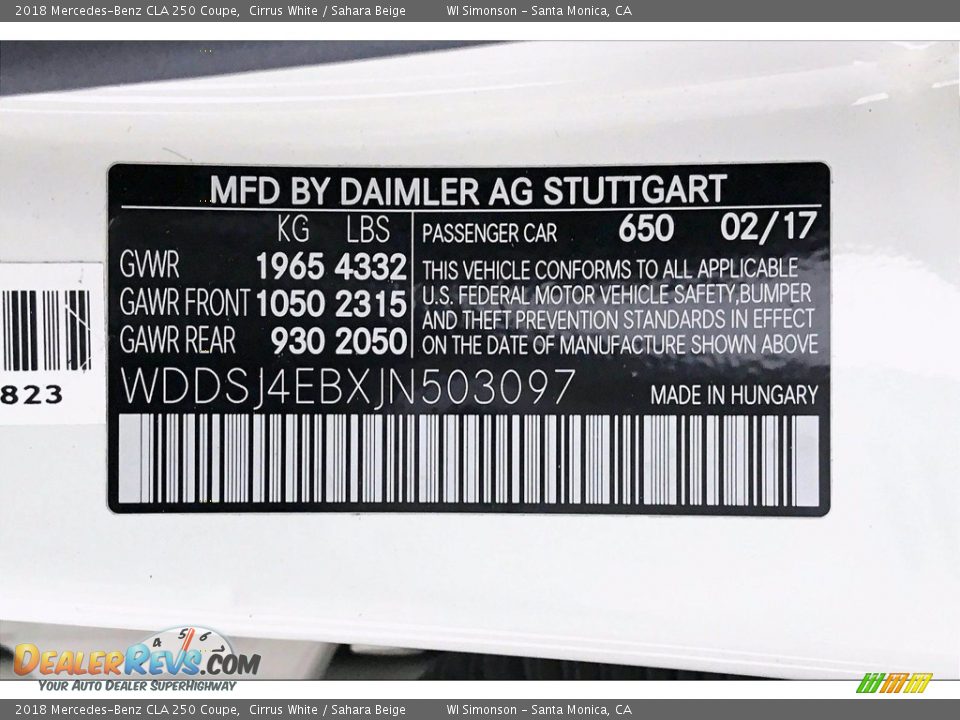 2018 Mercedes-Benz CLA 250 Coupe, Cirrus White / Sahara Beige WI Simonson - Santa Monica, CA
MFD BY DAIMLER AG STUTTGART
KG LBS
GVWR 1965 4332
GAWR FRONT 1050 2315
GAWR REAR 930 2050
PASSENGER CAR 650 02/17
THIS VEHICLE CONFORMS TO ALL APPLICABLE
U.S. FEDERAL MOTOR VEHICLE SAFETY,BUMPER
AND THEFT PREVENTION STANDARDS IN EFFECT
ON THE DATE OF MANUFACTURE SHOWN ABOVE
WDDSJ4EBXJN503097
MADE IN HUNGARY
823
4 5 6
DEALERREVS.COM
YOUR AUTO DEALER SUPERHIGHWAY
2018 Mercedes-Benz CLA 250 Coupe, Cirrus White / Sahara Beige WI Simonson - Santa Monica, CA